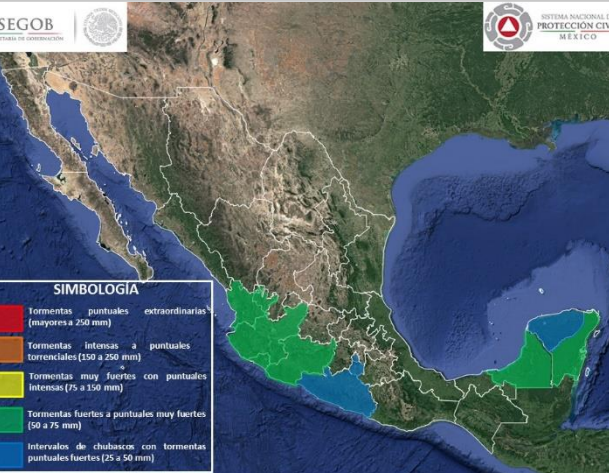 SEGOB
SISTEMA NACIONAL
PROTECCIÓN
MÉXICO
SIMBOLOGÍA
Tormentas puntuales extraordinarias
(mayores a 250 mm)
Tormentas intensas a puntuales
torrenciales (150 a 250 mm)
Tormentas muy fuertes con puntuales
intensas (75 a 150 mm)
Tormentas fuertes a puntuales muy fuertes
(50 a 75 mm)
Intervalos de chubascos con tormentas
puntuales fuertes (25 a 50 mm)